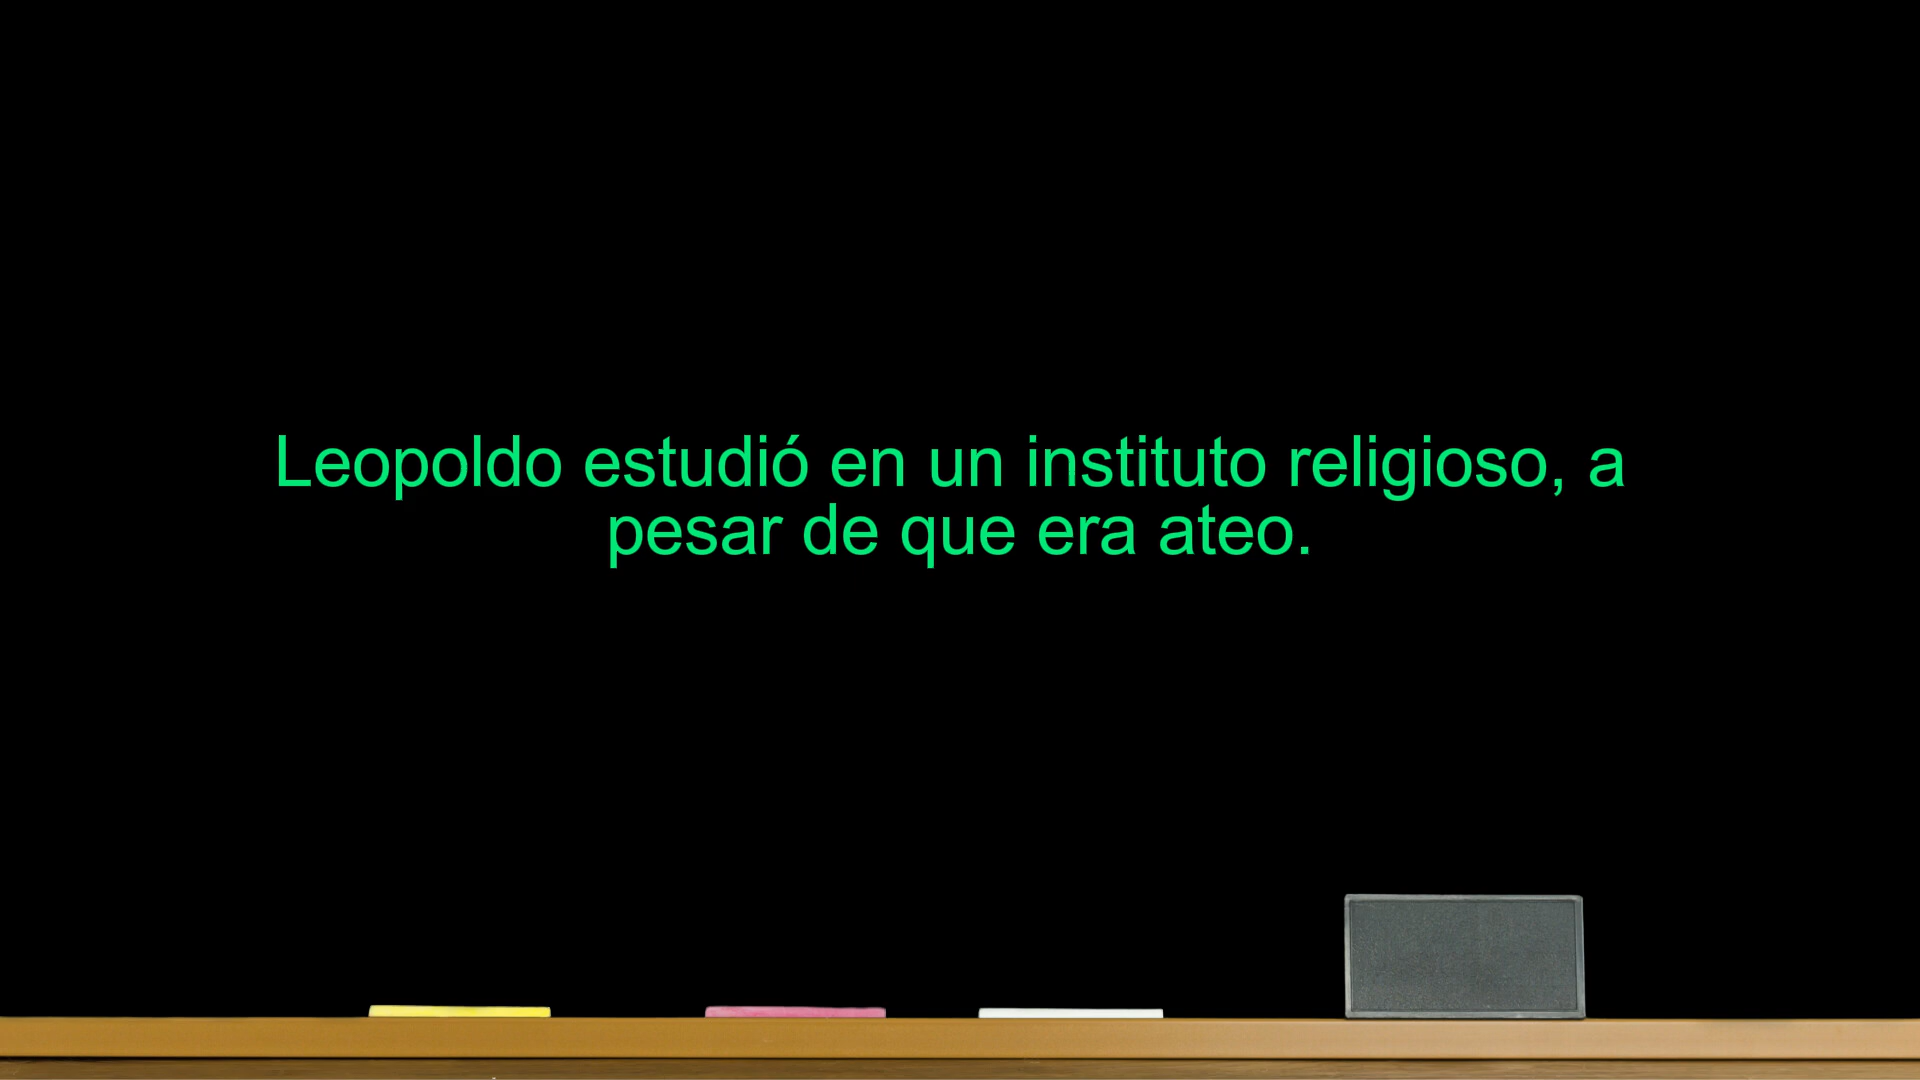 Leopoldo estudió en un instituto religioso, a
pesar de que era ateo.